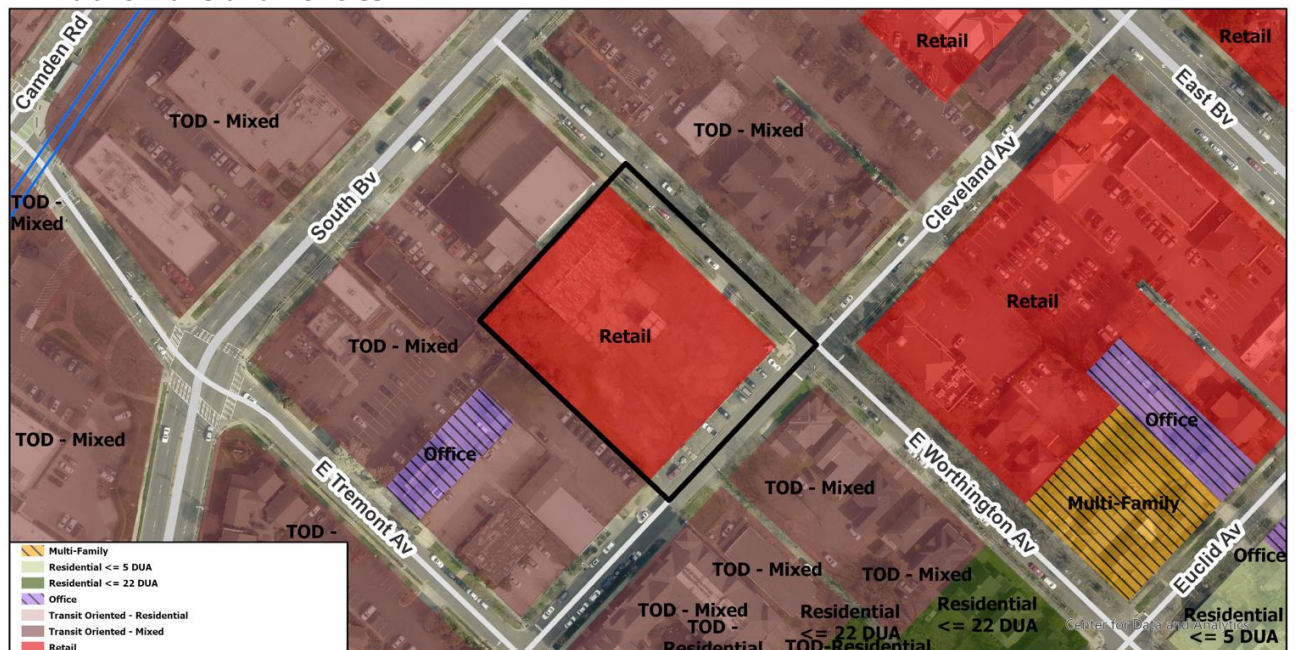 Camden Rd
Retail
Retail
East Bv
TOD - Mixed
TOD - Mixed
Cleveland Av
South Bv
TOD -
Mixed
Retail
Retail
TOD - Mixed
TOD - Mixed
Office
Office
E Tremont Av
TOD - Mixed
E Worthington Av
Multi-Family
TOD -
Euclid Av
Office
TOD - Mixed
TOD - Mixed
TOD - Mixed
TOD -
Residential
Residential
<= 22 DUA
TOD-Residential
Residential
<= 22 DUA
Center for Data and Analytics
Residential
<= 5 DUA
Multi-Family
Residential <= 5 DUA
Residential <= 22 DUA
Office
Transit Oriented - Residential
Transit Oriented - Mixed
Retail